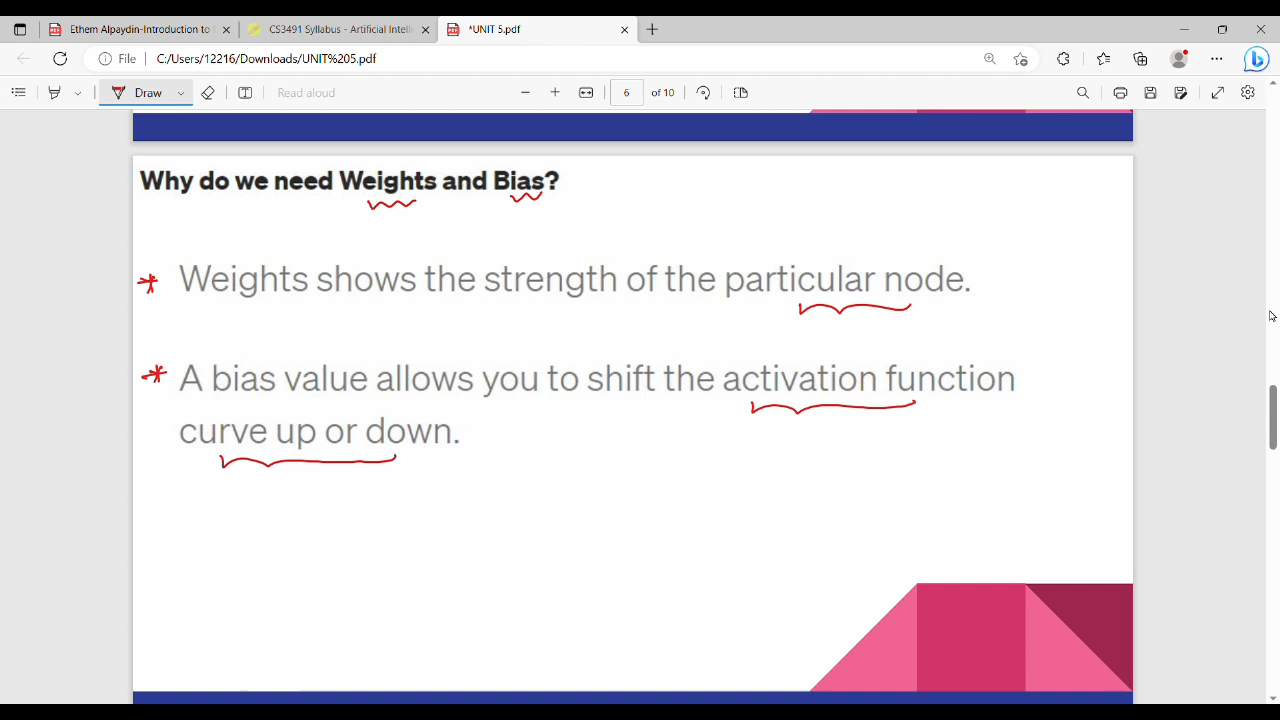 Ethem Alpaydin-Introduction to
CS3491 Syllabus - Artificial Intelli
*UNIT 5.pdf
File
C:/Users/12216/Downloads/UNIT%205.pdf
Draw
Read aloud
6
of 10
Why do we need Weights and Bias?
* Weights shows the strength of the particular node.
* A bias value allows you to shift the activation function
curve up or down.